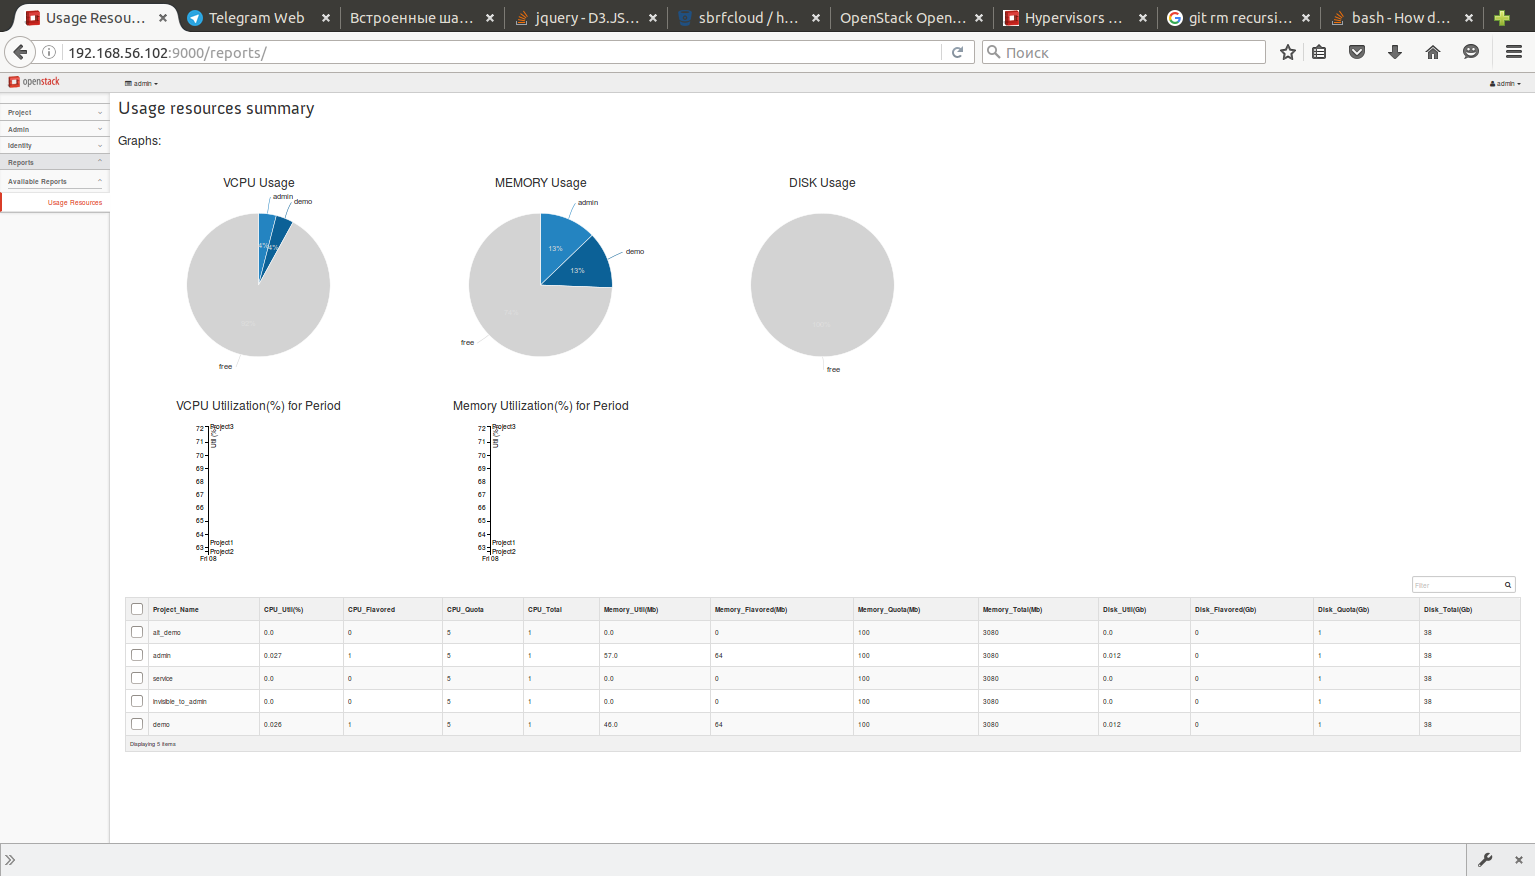 Usage Resou... Telegram Web Встроенные ша... jquery - D3.JS... sbrfcloud / h... OpenStack Open... Hypervisors ... git rm recursi... bash - How d...
192.168.56.102:9000/reports/ Поиск
openstack admin admin
Project
Admin
Identity
Reports
Available Reports
Usage Resources
Usage resources summary
Graphs:
VCPU Usage MEMORY Usage DISK Usage
admin demo 4% 4% free
admin demo 13% 13% free
free
VCPU Utilization(%) for Period Memory Utilization(%) for Period
72 Project3 72 Project3
Util (%) Util (%)
71 71
70 70
69 69
68 68
67 67
66 66
65 65
64 64
Project1 Project1
63 63
Project2 Project2
Fri 08 Fri 08
Filter
Project_Name CPU_Util(%) CPU_Flavored CPU_Quota CPU_Total Memory_Util(Mb) Memory_Flavored(Mb) Memory_Quota(Mb) Memory_Total(Mb) Disk_Util(Gb) Disk_Flavored(Gb) Disk_Quota(Gb) Disk_Total(Gb)
alt_demo 0.0 0 5 1 0.0 0 100 3080 0.0 0 1 38
admin 0.027 1 5 1 57.0 64 100 3080 0.012 0 1 38
service 0.0 0 5 1 0.0 0 100 3080 0.0 0 1 38
invisible_to_admin 0.0 0 5 1 0.0 0 100 3080 0.0 0 1 38
demo 0.026 1 5 1 46.0 64 100 3080 0.012 0 1 38
Displaying 5 items